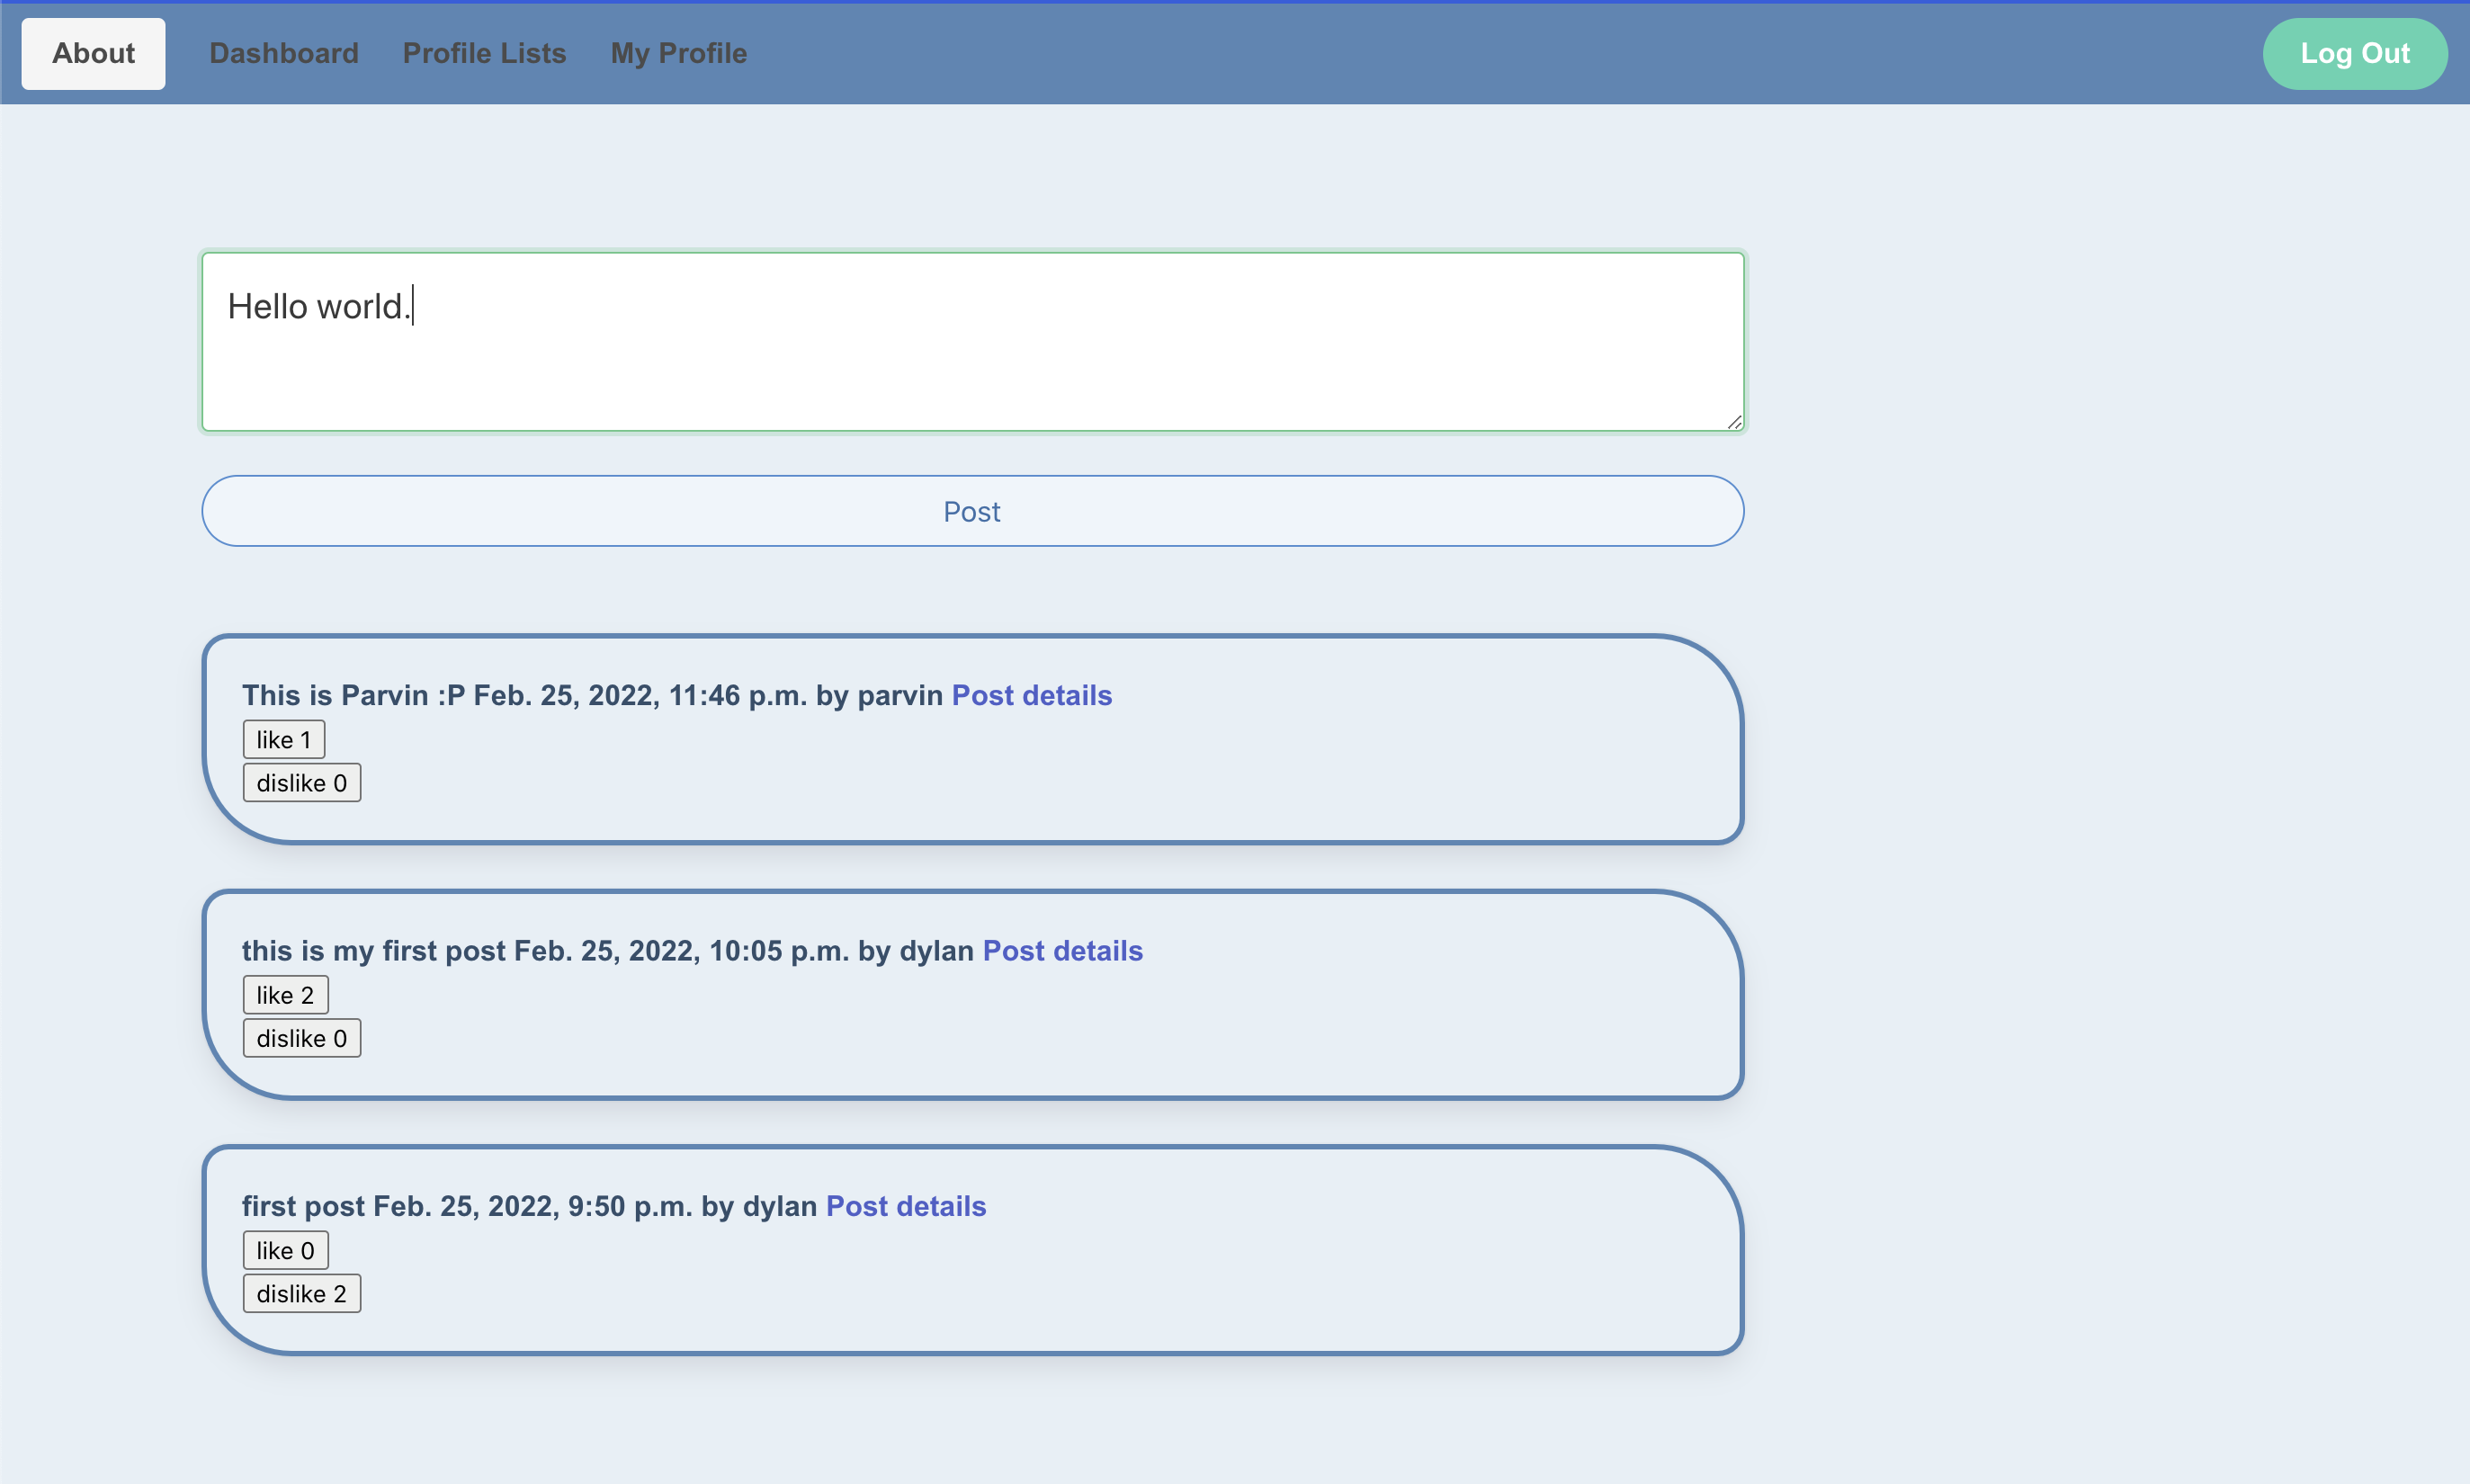 About Dashboard Profile Lists My Profile Log Out
Hello world.
Post
This is Parvin :P Feb. 25, 2022, 11:46 p.m. by parvin Post details
like 1
dislike 0
this is my first post Feb. 25, 2022, 10:05 p.m. by dylan Post details
like 2
dislike 0
first post Feb. 25, 2022, 9:50 p.m. by dylan Post details
like 0
dislike 2